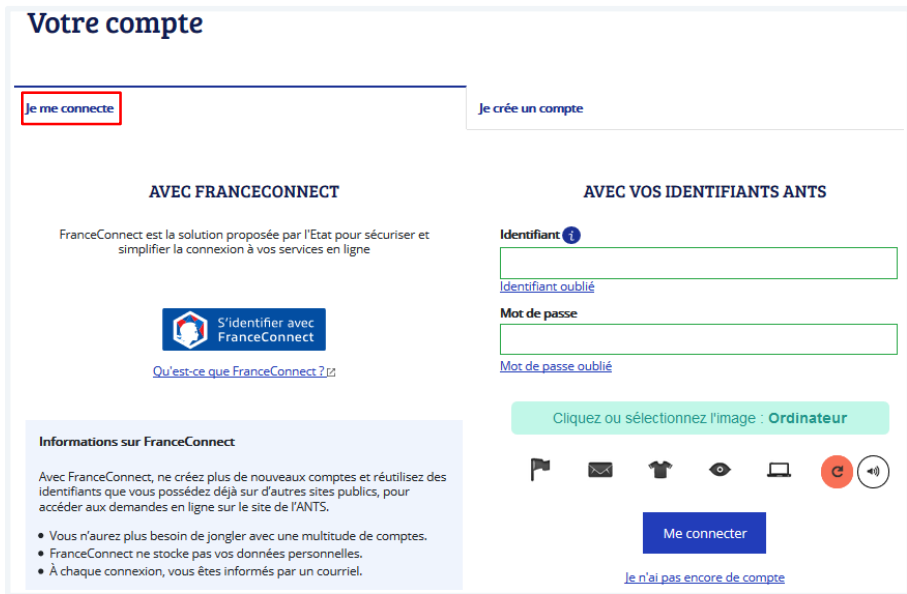 Votre compte
Je me connecte
Je crée un compte
AVEC FRANCECONNECT
FranceConnect est la solution proposée par l'Etat pour sécuriser et
simplifier la connexion à vos services en ligne
S'identifier avec
FranceConnect
Qu'est-ce que FranceConnect ?
Informations sur FranceConnect
Avec FranceConnect, ne créez plus de nouveaux comptes et réutilisez des
identifiants que vous possédez déjà sur d'autres sites publics, pour
accéder aux demandes en ligne sur le site de l'ANTS.
• Vous n'aurez plus besoin de jongler avec une multitude de comptes.
• FranceConnect ne stocke pas vos données personnelles.
• À chaque connexion, vous êtes informés par un courriel.
AVEC VOS IDENTIFIANTS ANTS
Identifiant i
Identifiant oublié
Mot de passe
Mot de passe oublié
Cliquez ou sélectionnez l'image : Ordinateur
Me connecter
Je n'ai pas encore de compte